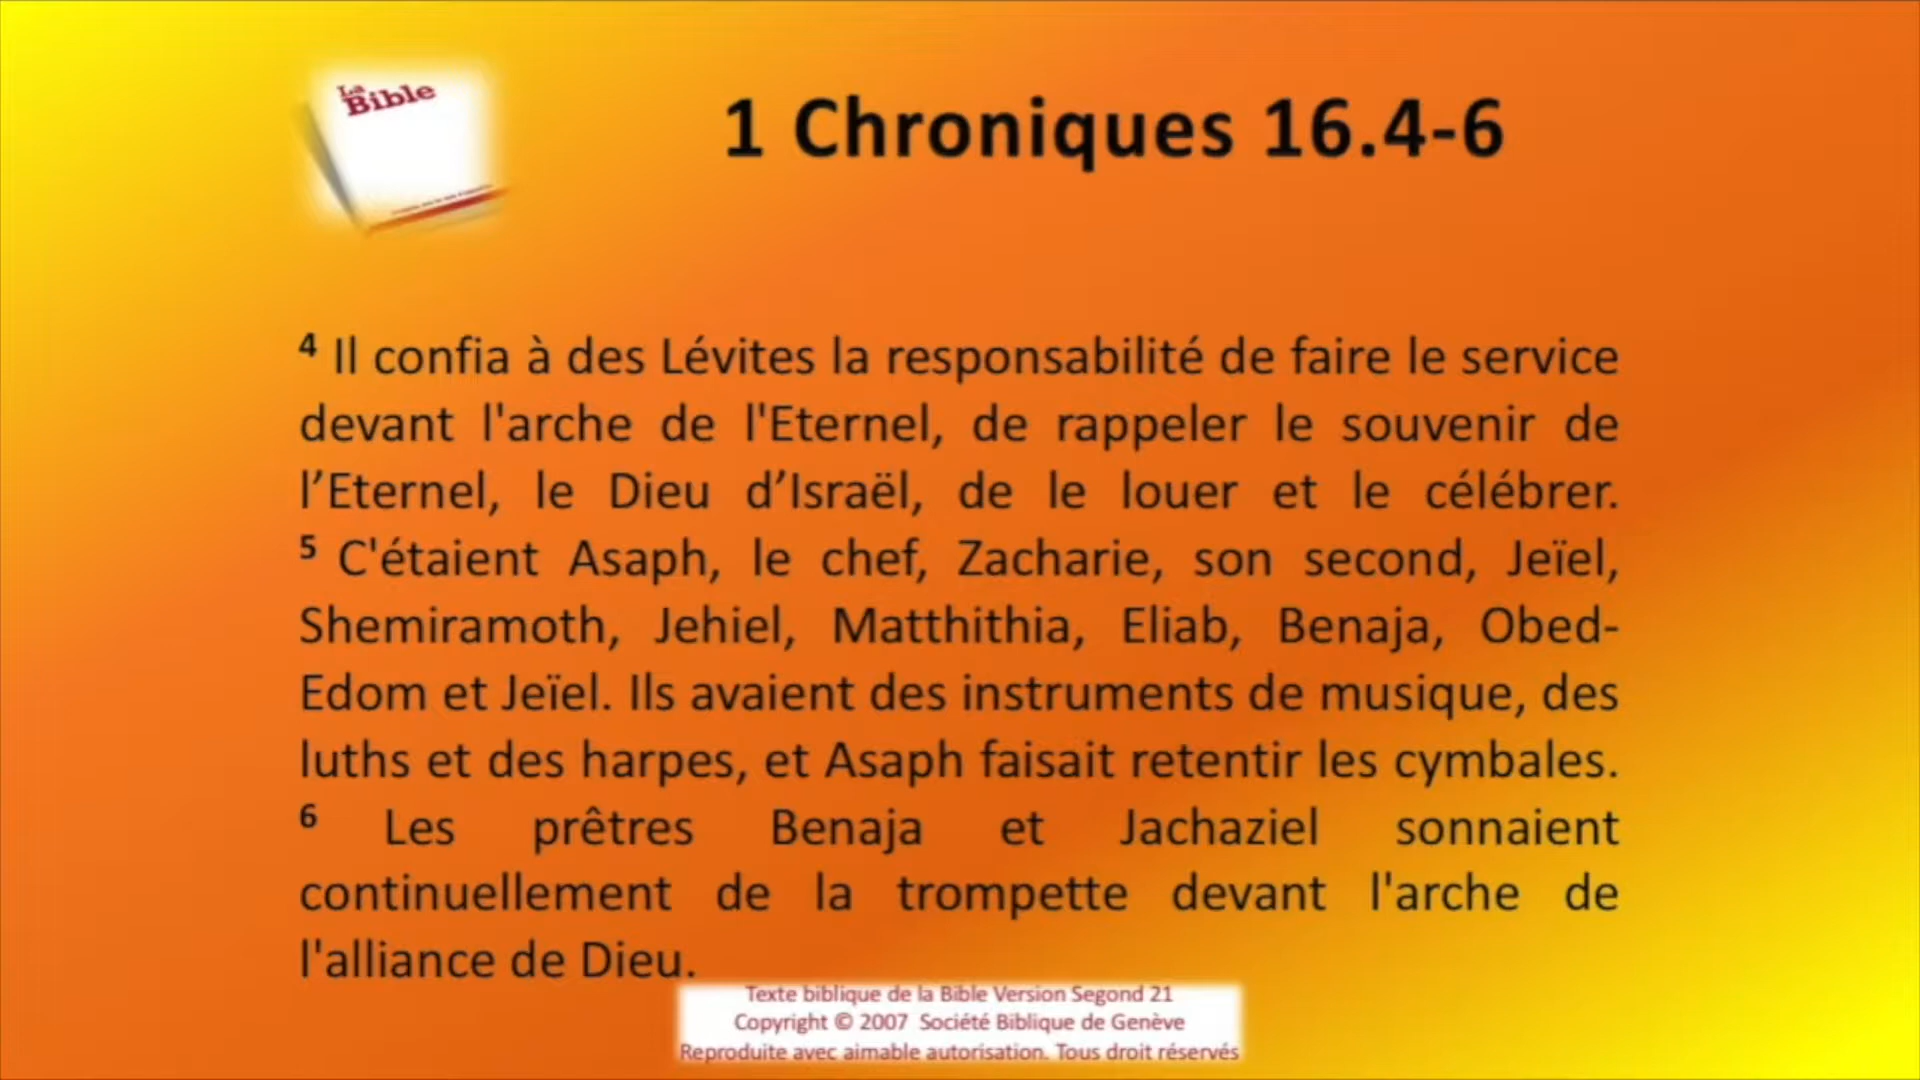 La
Bible
1 Chroniques 16.4-6
4 Il confia à des Lévites la responsabilité de faire le service
devant l'arche de l'Eternel, de rappeler le souvenir de
l’Eternel, le Dieu d’Israël, de le louer et le célébrer.
5 C'étaient Asaph, le chef, Zacharie, son second, Jeïel,
Shemiramoth, Jehiel, Matthithia, Eliab, Benaja, Obed-
Edom et Jeïel. Ils avaient des instruments de musique, des
luths et des harpes, et Asaph faisait retentir les cymbales.
6 Les prêtres Benaja et Jachaziel sonnaient
continuellement de la trompette devant l'arche de
l'alliance de Dieu.
Texte biblique de la Bible Version Segond 21
Copyright © 2007 Société Biblique de Genève
Reproduite avec aimable autorisation. Tous droit réservés